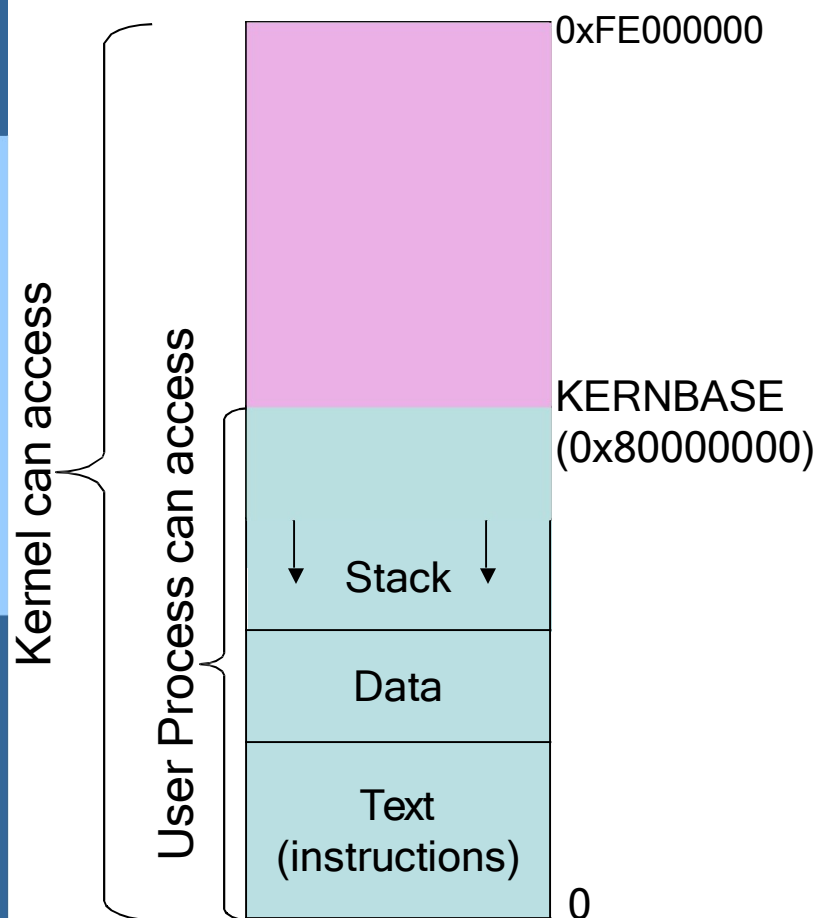 0xFE000000
Kernel can access
User Process can access
KERNBASE
(0x80000000)
Stack
Data
Text
(instructions)
0